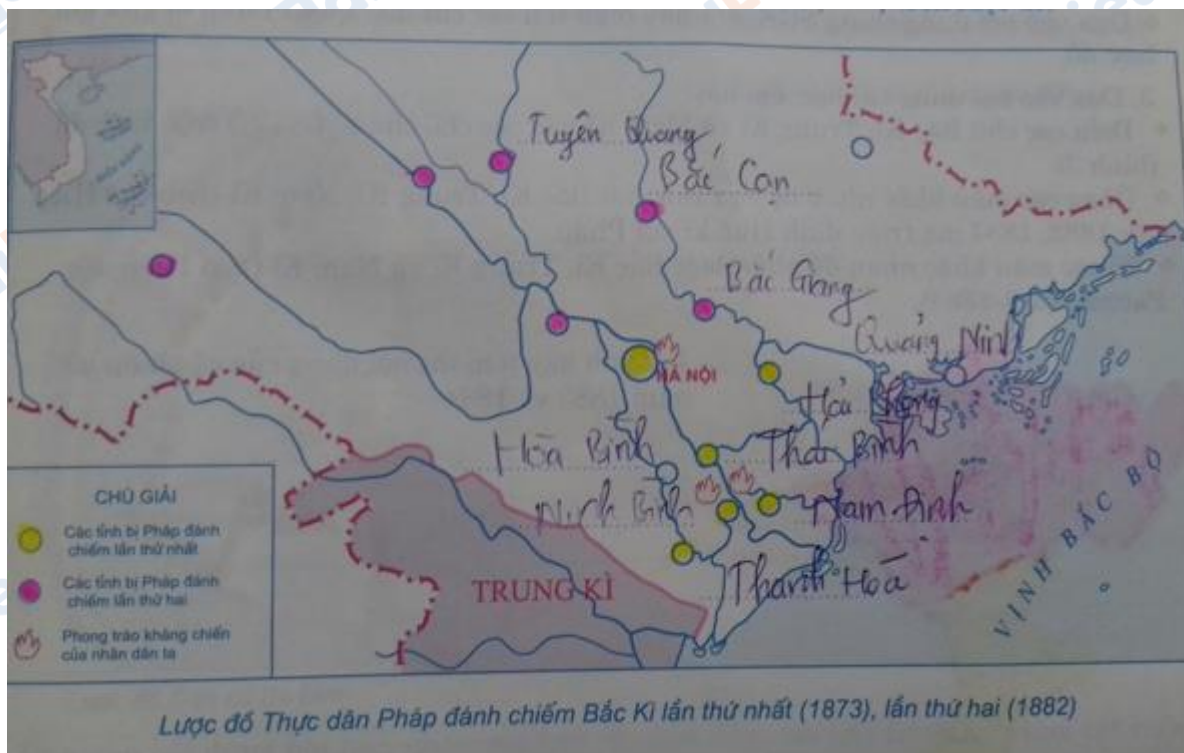 Tuyên Quang
Bắc Cạn
Bắc Giang
Quảng Ninh
HÀ NỘI
Hải Phòng
Hòa Bình
Thái Bình
Ninh Bình
Nam Định
Thanh Hoá
TRUNG KÌ
VỊNH BẮC BỘ
CHÚ GIẢI
Các tỉnh bị Pháp đánh
chiếm lần thứ nhất
Các tỉnh bị Pháp đánh
chiếm lần thứ hai
Phong trào kháng chiến
của nhân dân ta
Lược đồ Thực dân Pháp đánh chiếm Bắc Kì lần thứ nhất (1873), lần thứ hai (1882)